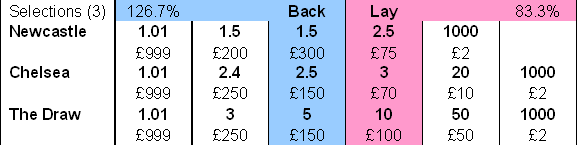 Selections (3) 126.7% Back Lay 83.3%
Newcastle 1.01 1.5 1.5 2.5 1000
£999 £200 £300 £75 £2
Chelsea 1.01 2.4 2.5 3 20 1000
£999 £250 £150 £70 £10 £2
The Draw 1.01 3 5 10 50 1000
£999 £250 £150 £100 £50 £2